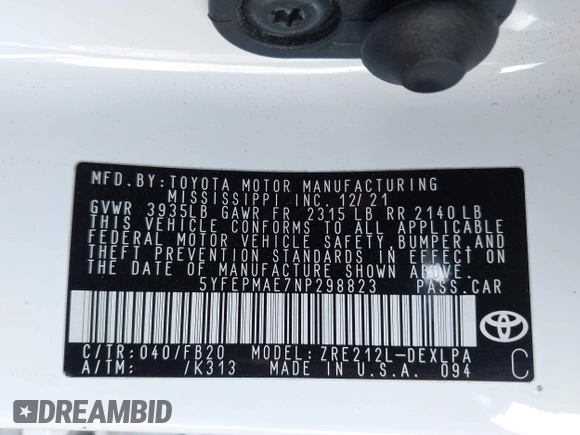 MFD.BY:TOYOTA MOTOR MANUFACTURING
MISSISSIPPI INC. 12/21
GVWR 3935LB GAWR FR 2315 LB RR 2140 LB
THIS VEHICLE CONFORMS TO ALL APPLICABLE
FEDERAL MOTOR VEHICLE SAFETY, BUMPER, AND
THEFT PREVENTION STANDARDS IN EFFECT ON
THE DATE OF MANUFACTURE SHOWN ABOVE.
5YFEPMAE7NP298823 PASS.CAR
C/TR: 040/FB20 MODEL: ZRE212L-DEXLPA
A/TM: /K313 MADE IN U.S.A. 094
C
DREAMBID